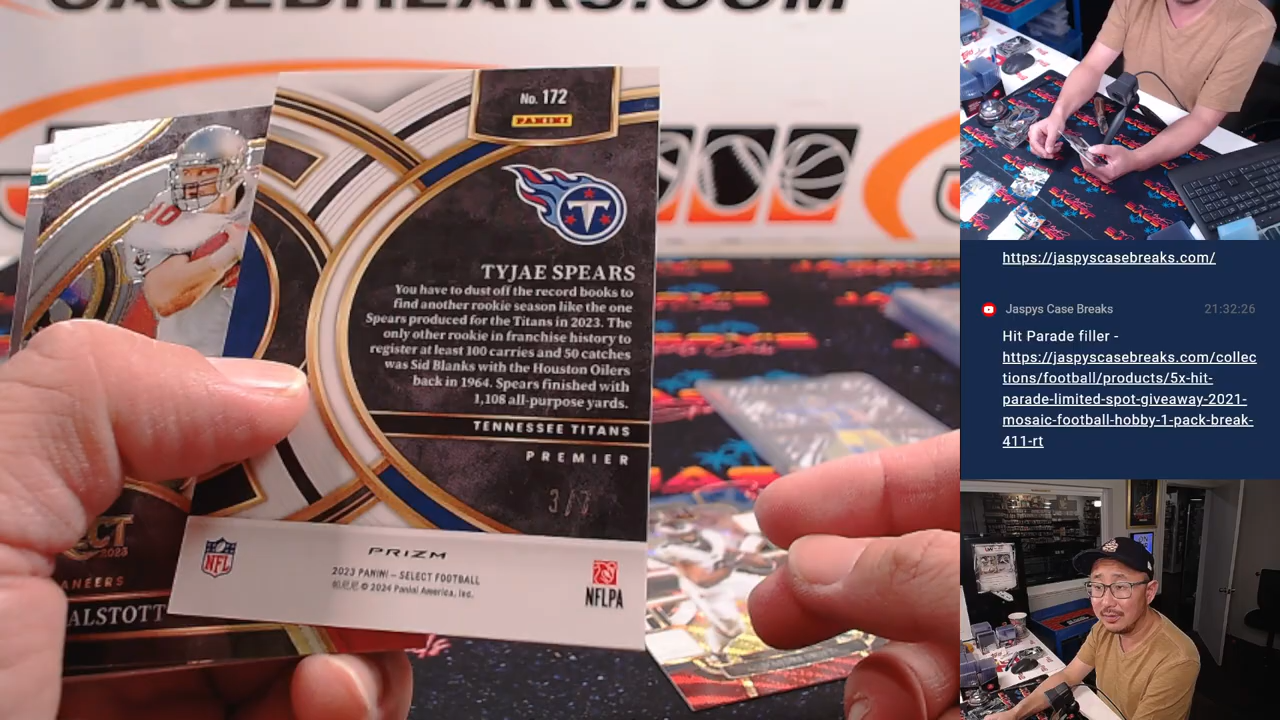 CASEBREAKS.COM
No. 172
PANINI
TYJAE SPEARS
You have to dust off the record books to
find another rookie season like the one
Spears produced for the Titans in 2023. The
only other rookie in franchise history to
register at least 100 carries and 50 catches
was Sid Blanks with the Houston Oilers
back in 1964. Spears finished with
1,108 all-purpose yards.
TENNESSEE TITANS
PREMIER
PRIZM
2023 PANINI – SELECT FOOTBALL
帕尼尼 © 2024 Panini America, Inc.
NFL
NFLPA
2023
ALSTOTT
https://jaspyscasebreaks.com/
Jaspys Case Breaks 21:32:26
Hit Parade filler -
https://jaspyscasebreaks.com/collec
tions/football/products/5x-hit-
parade-limited-spot-giveaway-2021-
mosaic-football-hobby-1-pack-break-
411-rt